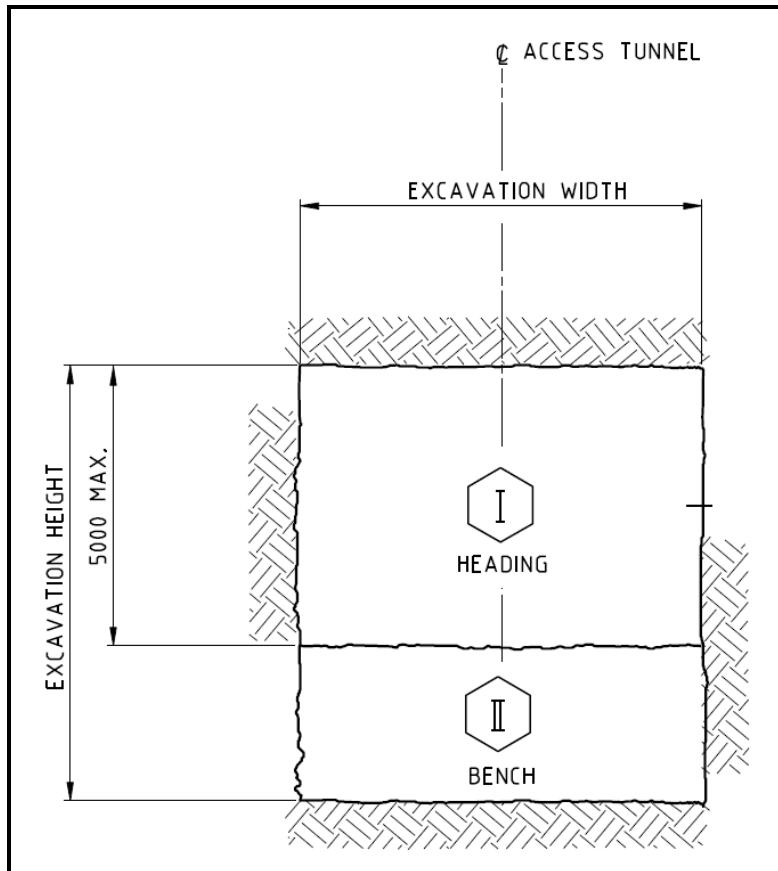 ℄ ACCESS TUNNEL
EXCAVATION WIDTH
EXCAVATION HEIGHT
5000 MAX.
I
HEADING
II
BENCH